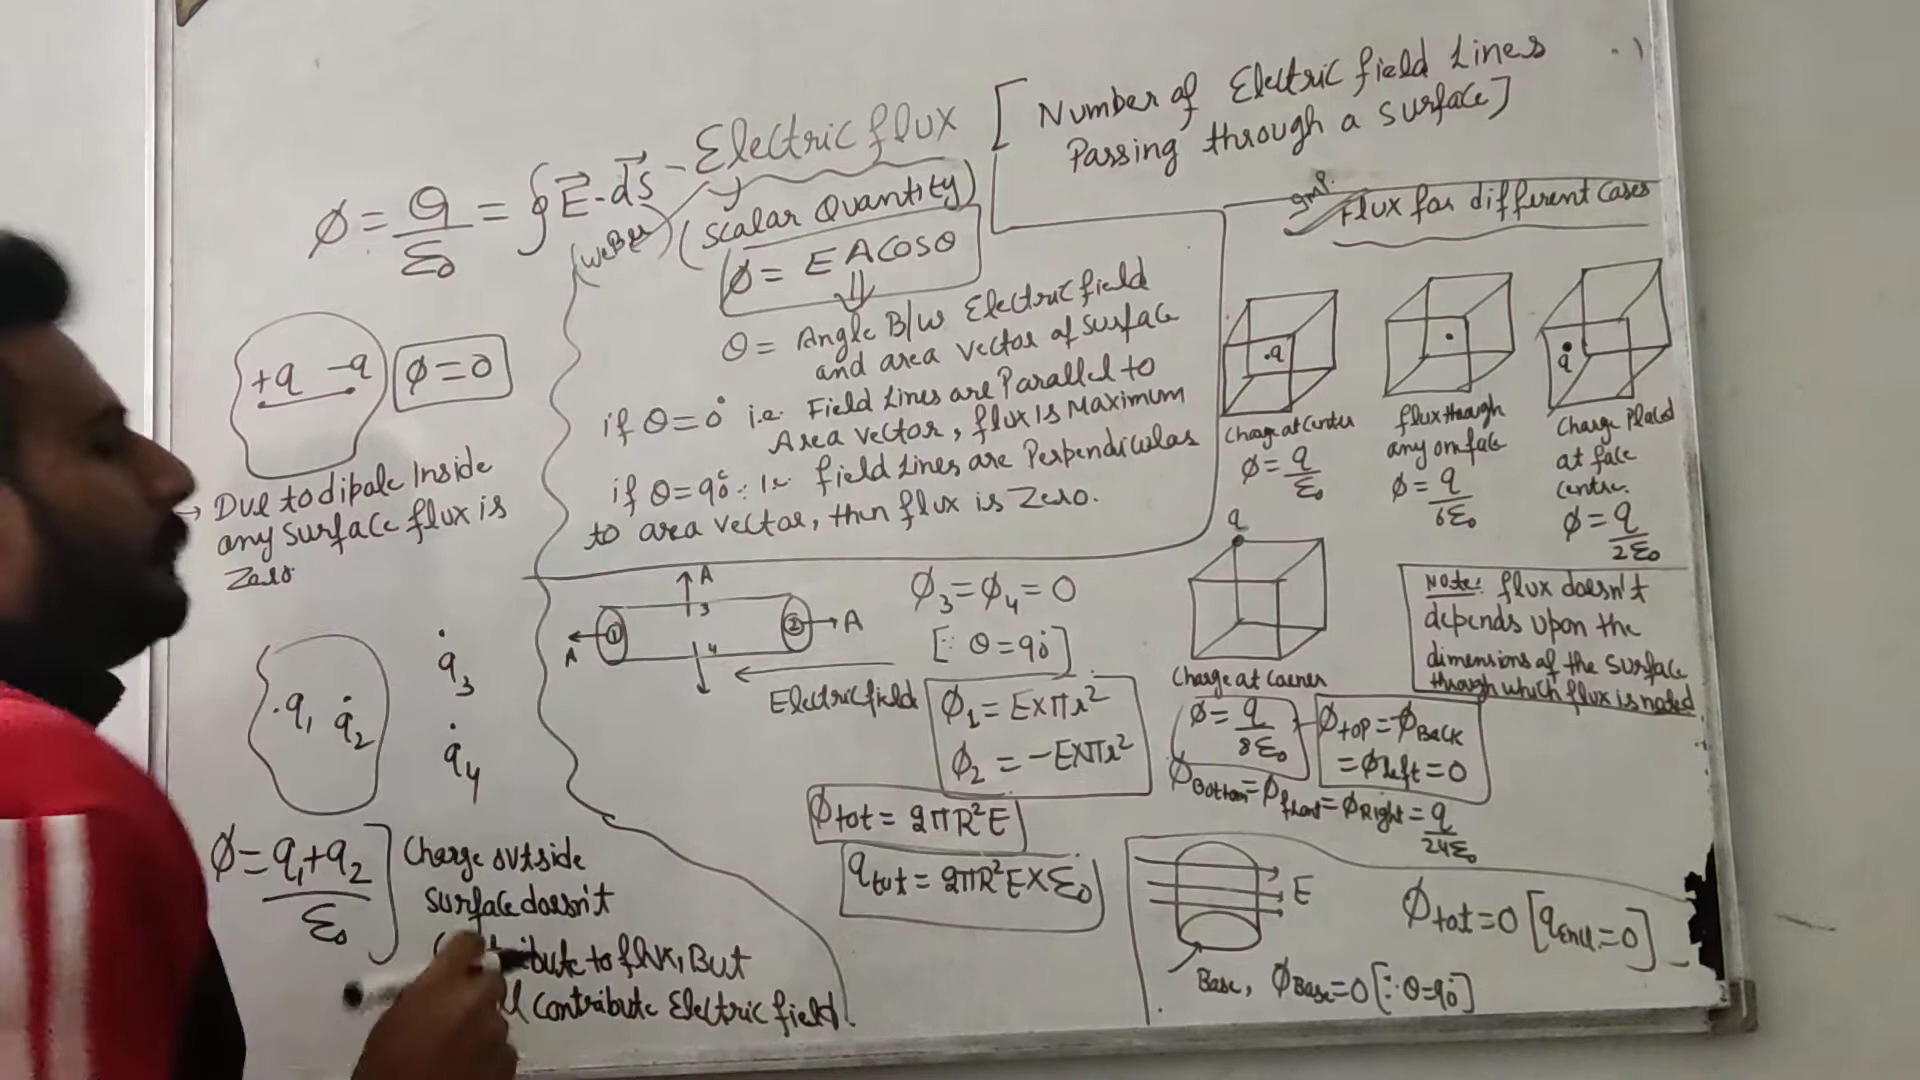 Electric flux [Number of Electric field Lines
Passing through a surface]
ϕ = Q/ε₀ = ∮E⃗·ds⃗
(Scalar Quantity)
ϕ = EACOSθ
θ = Angle B/w Electric field
and area vector of surface
if θ=0° i.e. Field Lines are Parallel to
Area vector, flux is Maximum
if θ=90° i.e. field Lines are Perpendicular
to area vector, then flux is Zero.
+q -q ϕ=0
→ Due to dipole Inside
any surface flux is
Zero
.q₁ q₂ q₃
q₄
ϕ = q₁+q₂/ε₀
Charge outside
surface doesn't
to flux, But
contribute Electric field.
A 3
1 2 A
A 4
Electric field
ϕ₃=ϕ₄=0
[∵ θ=90°]
ϕ₁ = E×πr²
ϕ₂ = -E×πr²
ϕtot = 2πR²E
qtot = 2πR²E×ε₀
Imp. Flux for different cases
.q
Charge at Center
ϕ = q/ε₀
flux through
any one face
ϕ = q/6ε₀
q
Charge Placed
at face
centre.
ϕ = q/2ε₀
q
Charge at Corner
ϕ = q/8ε₀
ϕTOP = ϕBack
= ϕLeft = 0
ϕBottom = ϕfront = ϕRight = q/24ε₀
Note: flux doesn't
depends upon the
dimensions of the surface
through which flux is noted
E
ϕtot = 0 [qEncl. = 0]
Base, ϕBase = 0 [∵ θ=90°]